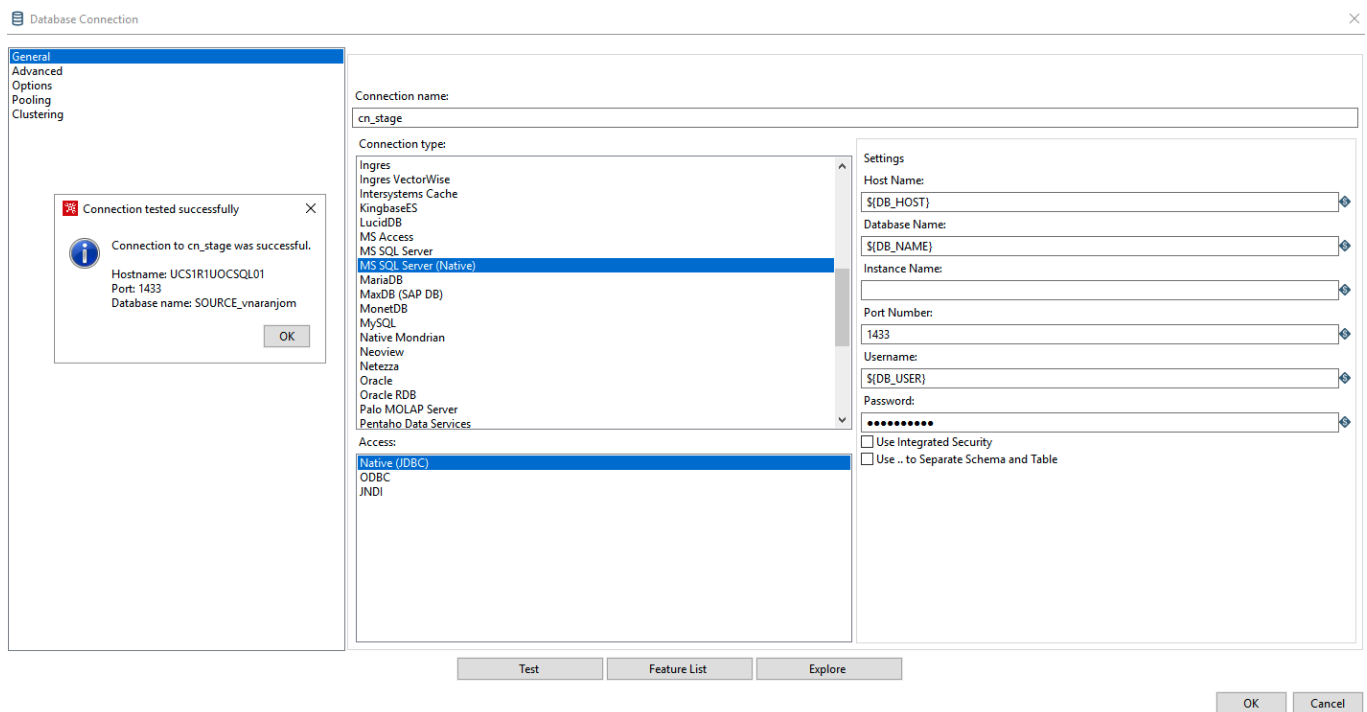 Database Connection
General
Advanced
Options
Pooling
Clustering
Connection tested successfully
Connection to cn_stage was successful.
Hostname: UCS1R1UOCSQL01
Port: 1433
Database name: SOURCE_vnaranjom
OK
Connection name:
cn_stage
Connection type:
Ingres
Ingres VectorWise
Intersystems Cache
KingbaseES
LucidDB
MS Access
MS SQL Server
MS SQL Server (Native)
MariaDB
MaxDB (SAP DB)
MonetDB
MySQL
Native Mondrian
Neoview
Netezza
Oracle
Oracle RDB
Palo MOLAP Server
Pentaho Data Services
Access:
Native (JDBC)
ODBC
JNDI
Settings
Host Name:
${DB_HOST}
Database Name:
${DB_NAME}
Instance Name:
Port Number:
1433
Username:
${DB_USER}
Password:
●●●●●●●●●●
Use Integrated Security
Use .. to Separate Schema and Table
Test
Feature List
Explore
OK
Cancel